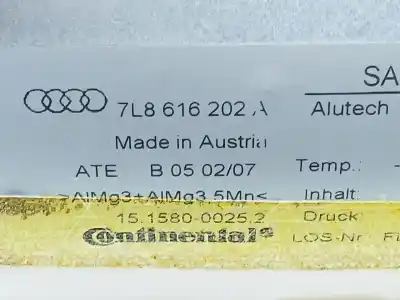 SA
7L8 616 202 A
Alutech
Made in Austria
ATE B 05 02/07
Temp.: -
>AlMg3+AlMg3,5Mn<
Inhalt:
15.1580-0025.2
Druck:
Continental
LOS-Nr